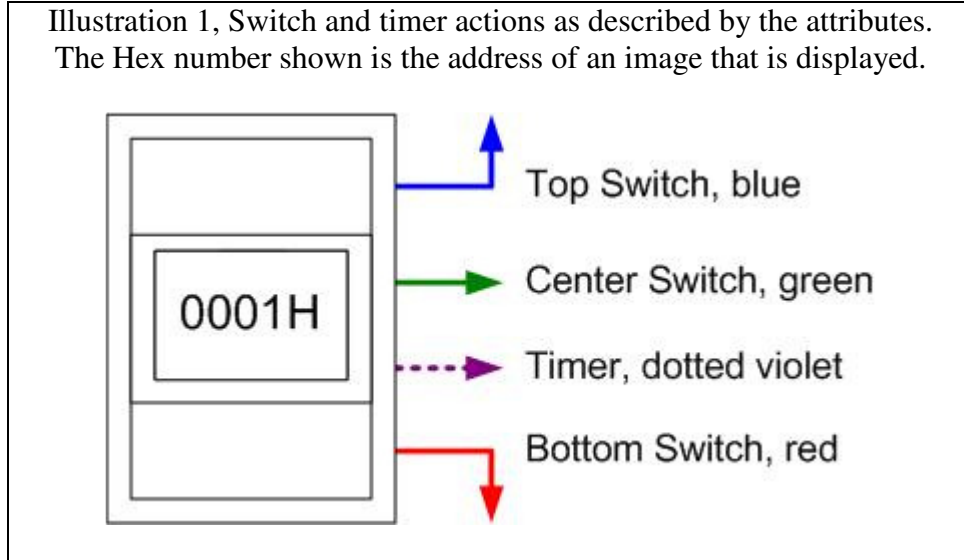 Illustration 1, Switch and timer actions as described by the attributes.
The Hex number shown is the address of an image that is displayed.
Top Switch, blue
Center Switch, green
0001H
Timer, dotted violet
Bottom Switch, red